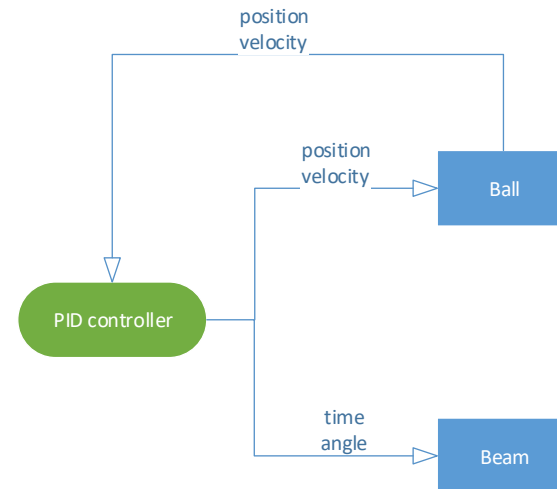 position
velocity
position
velocity
Ball
PID controller
time
angle
Beam